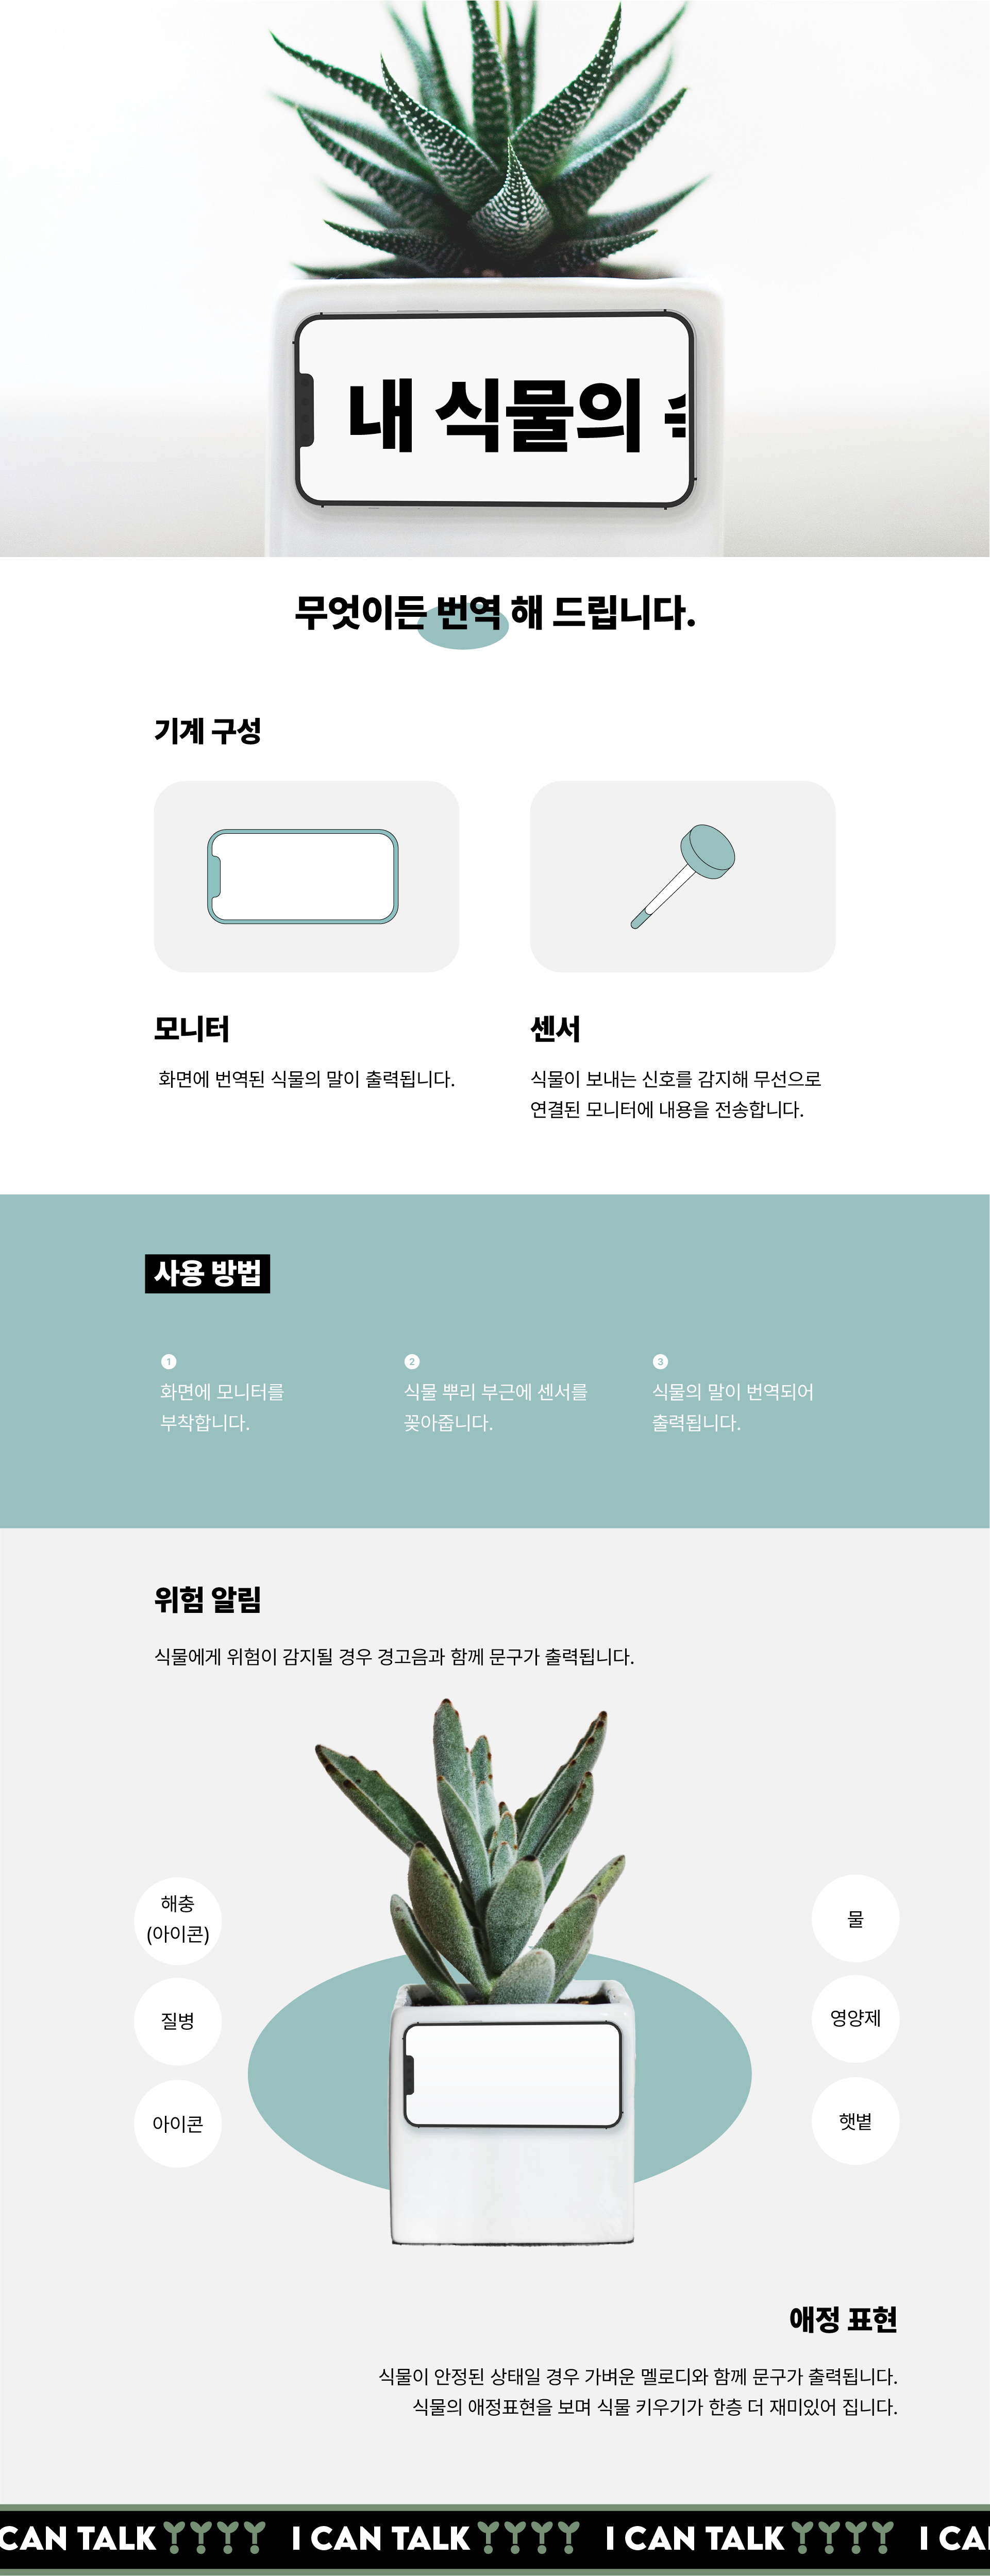 내 식물의
무엇이든 번역 해 드립니다.
기계 구성
모니터
화면에 번역된 식물의 말이 출력됩니다.
센서
식물이 보내는 신호를 감지해 무선으로
연결된 모니터에 내용을 전송합니다.
사용 방법
1
화면에 모니터를
부착합니다.
2
식물 뿌리 부근에 센서를
꽂아줍니다.
3
식물의 말이 번역되어
출력됩니다.
위험 알림
식물에게 위험이 감지될 경우 경고음과 함께 문구가 출력됩니다.
해충
(아이콘)
질병
아이콘
물
영양제
햇볕
애정 표현
식물이 안정된 상태일 경우 가벼운 멜로디와 함께 문구가 출력됩니다.
식물의 애정표현을 보며 식물 키우기가 한층 더 재미있어 집니다.
CAN TALK I CAN TALK I CAN TALK I CA